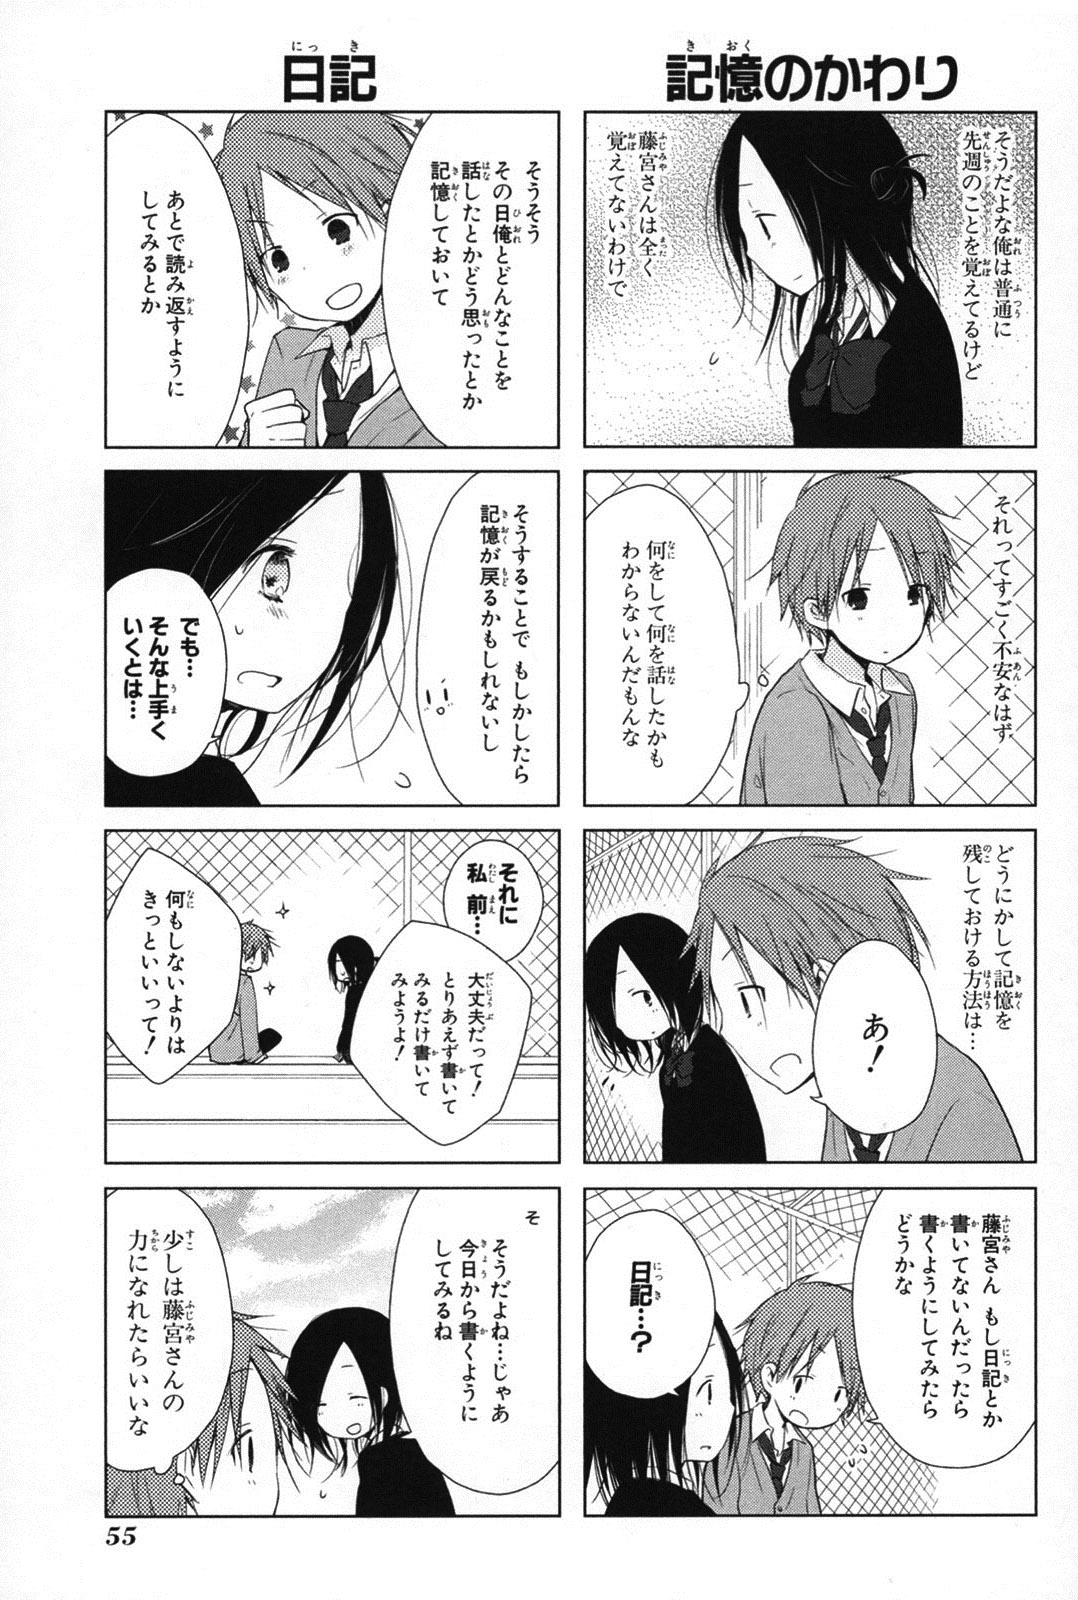 記憶のかわり
そうだよな俺は普通に
先週のことを覚えてるけど
藤宮さんは全く
覚えてないわけで
それってすごく不安なはず
何をして何を話したかも
わからないんだもんな
どうにかして記憶を
残しておける方法は…
あ!
藤宮さん もし日記とか
書いてないんだったら
書くようにしてみたら
どうかな
日記…?
日記
そうそう
その日俺とどんなことを
話したとかどう思ったとか
記憶しておいて
あとで読み返すように
してみるとか
そうすることで もしかしたら
記憶が戻るかもしれないし
でも…
そんな上手く
いくとは…
それに
私 前…
大丈夫だって!
とりあえず書いて
みるだけ書いて
みようよ!
何もしないよりは
きっといいって!
そ
そうだよね…じゃあ
今日から書くように
してみるね
少しは藤宮さんの
力になれたらいいな
55